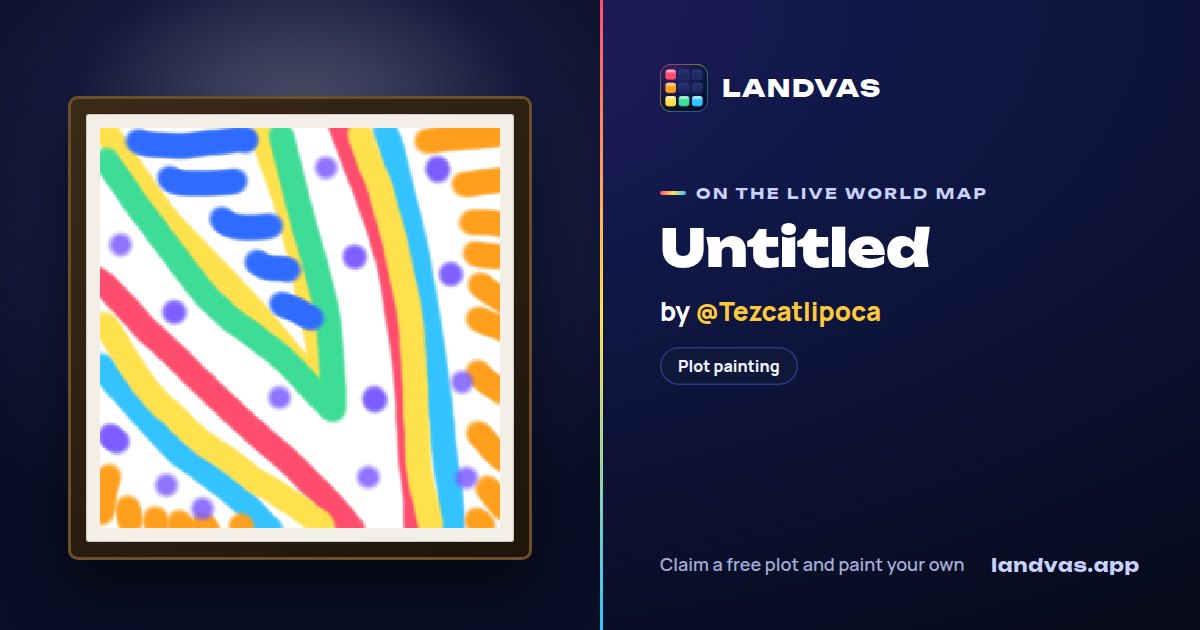 LANDVAS
ON THE LIVE WORLD MAP
Untitled
by @Tezcatlipoca
Plot painting
Claim a free plot and paint your own landvas.app